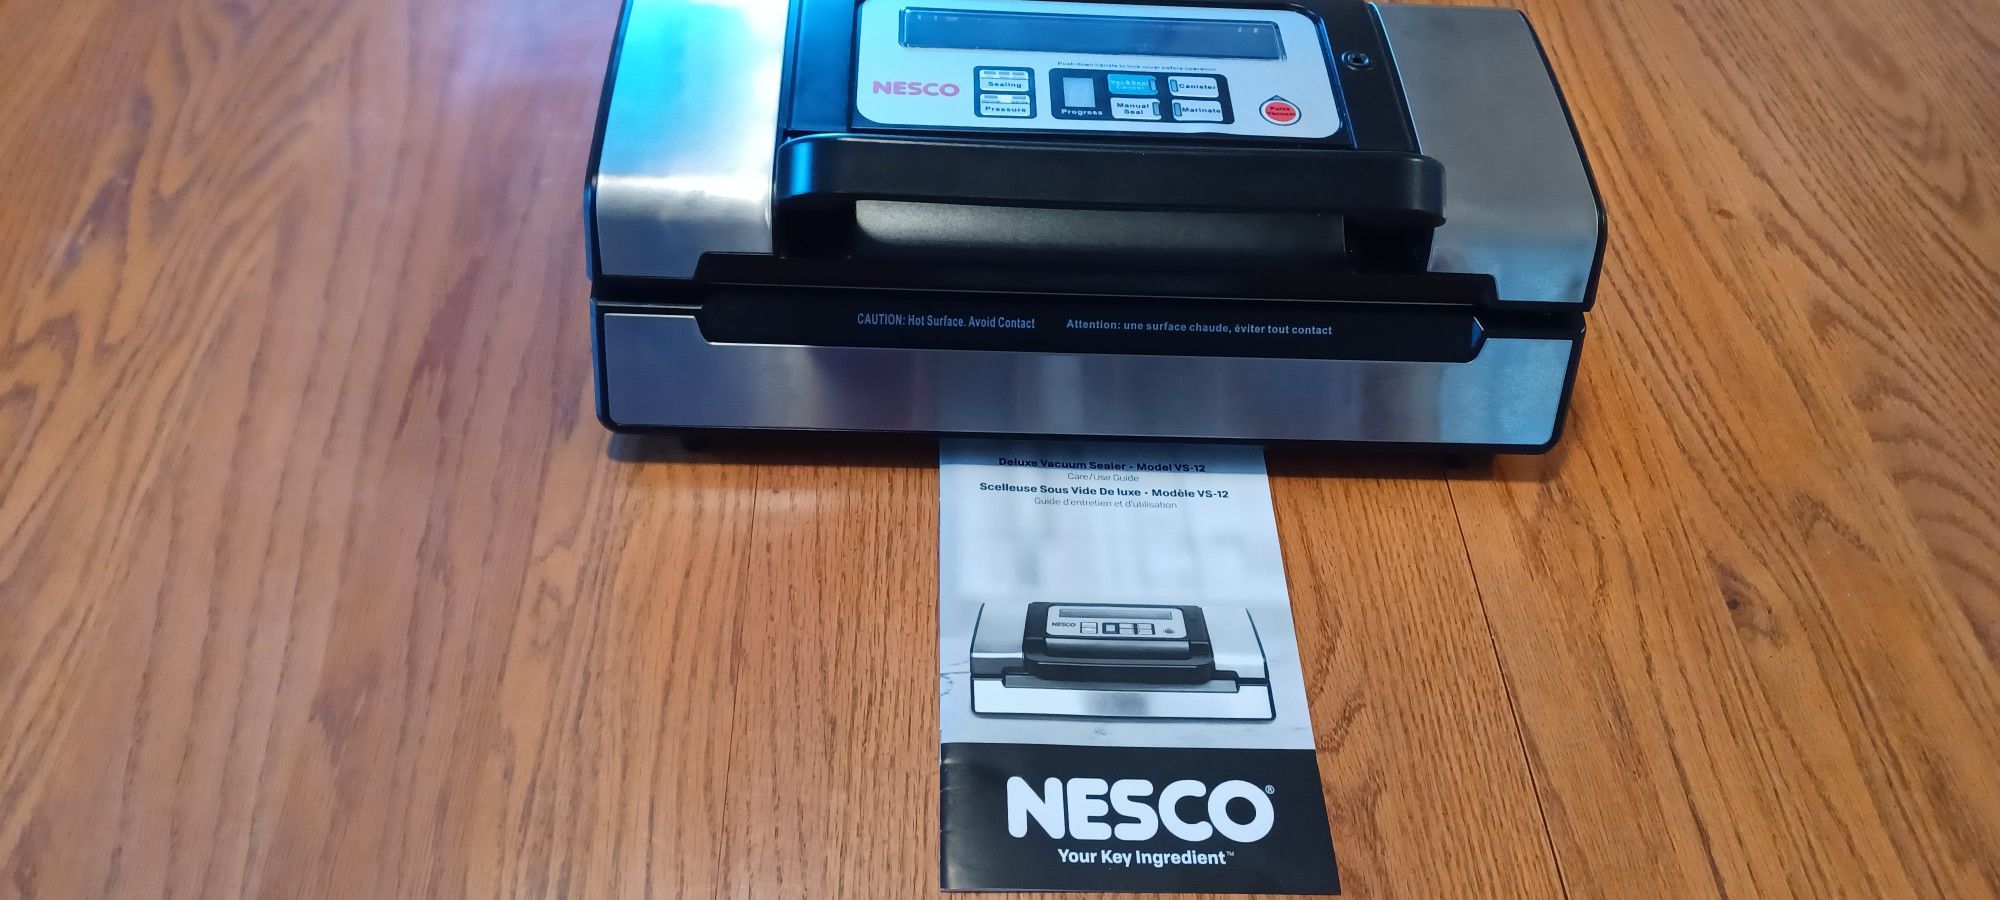 Push down handle to lock cover before operation
NESCO
Sealing
Pressure
Progress
Vac&Seal
Cancel
Manual
Seal
Canister
Marinate
Pulse
Vacuum
CAUTION: Hot Surface. Avoid Contact
Attention: une surface chaude, éviter tout contact
Deluxe Vacuum Sealer • Model VS-12
Care/Use Guide
Scelleuse Sous Vide De luxe • Modèle VS-12
Guide d'entretien et d'utilisation
NESCO
NESCO®
Your Key Ingredient™